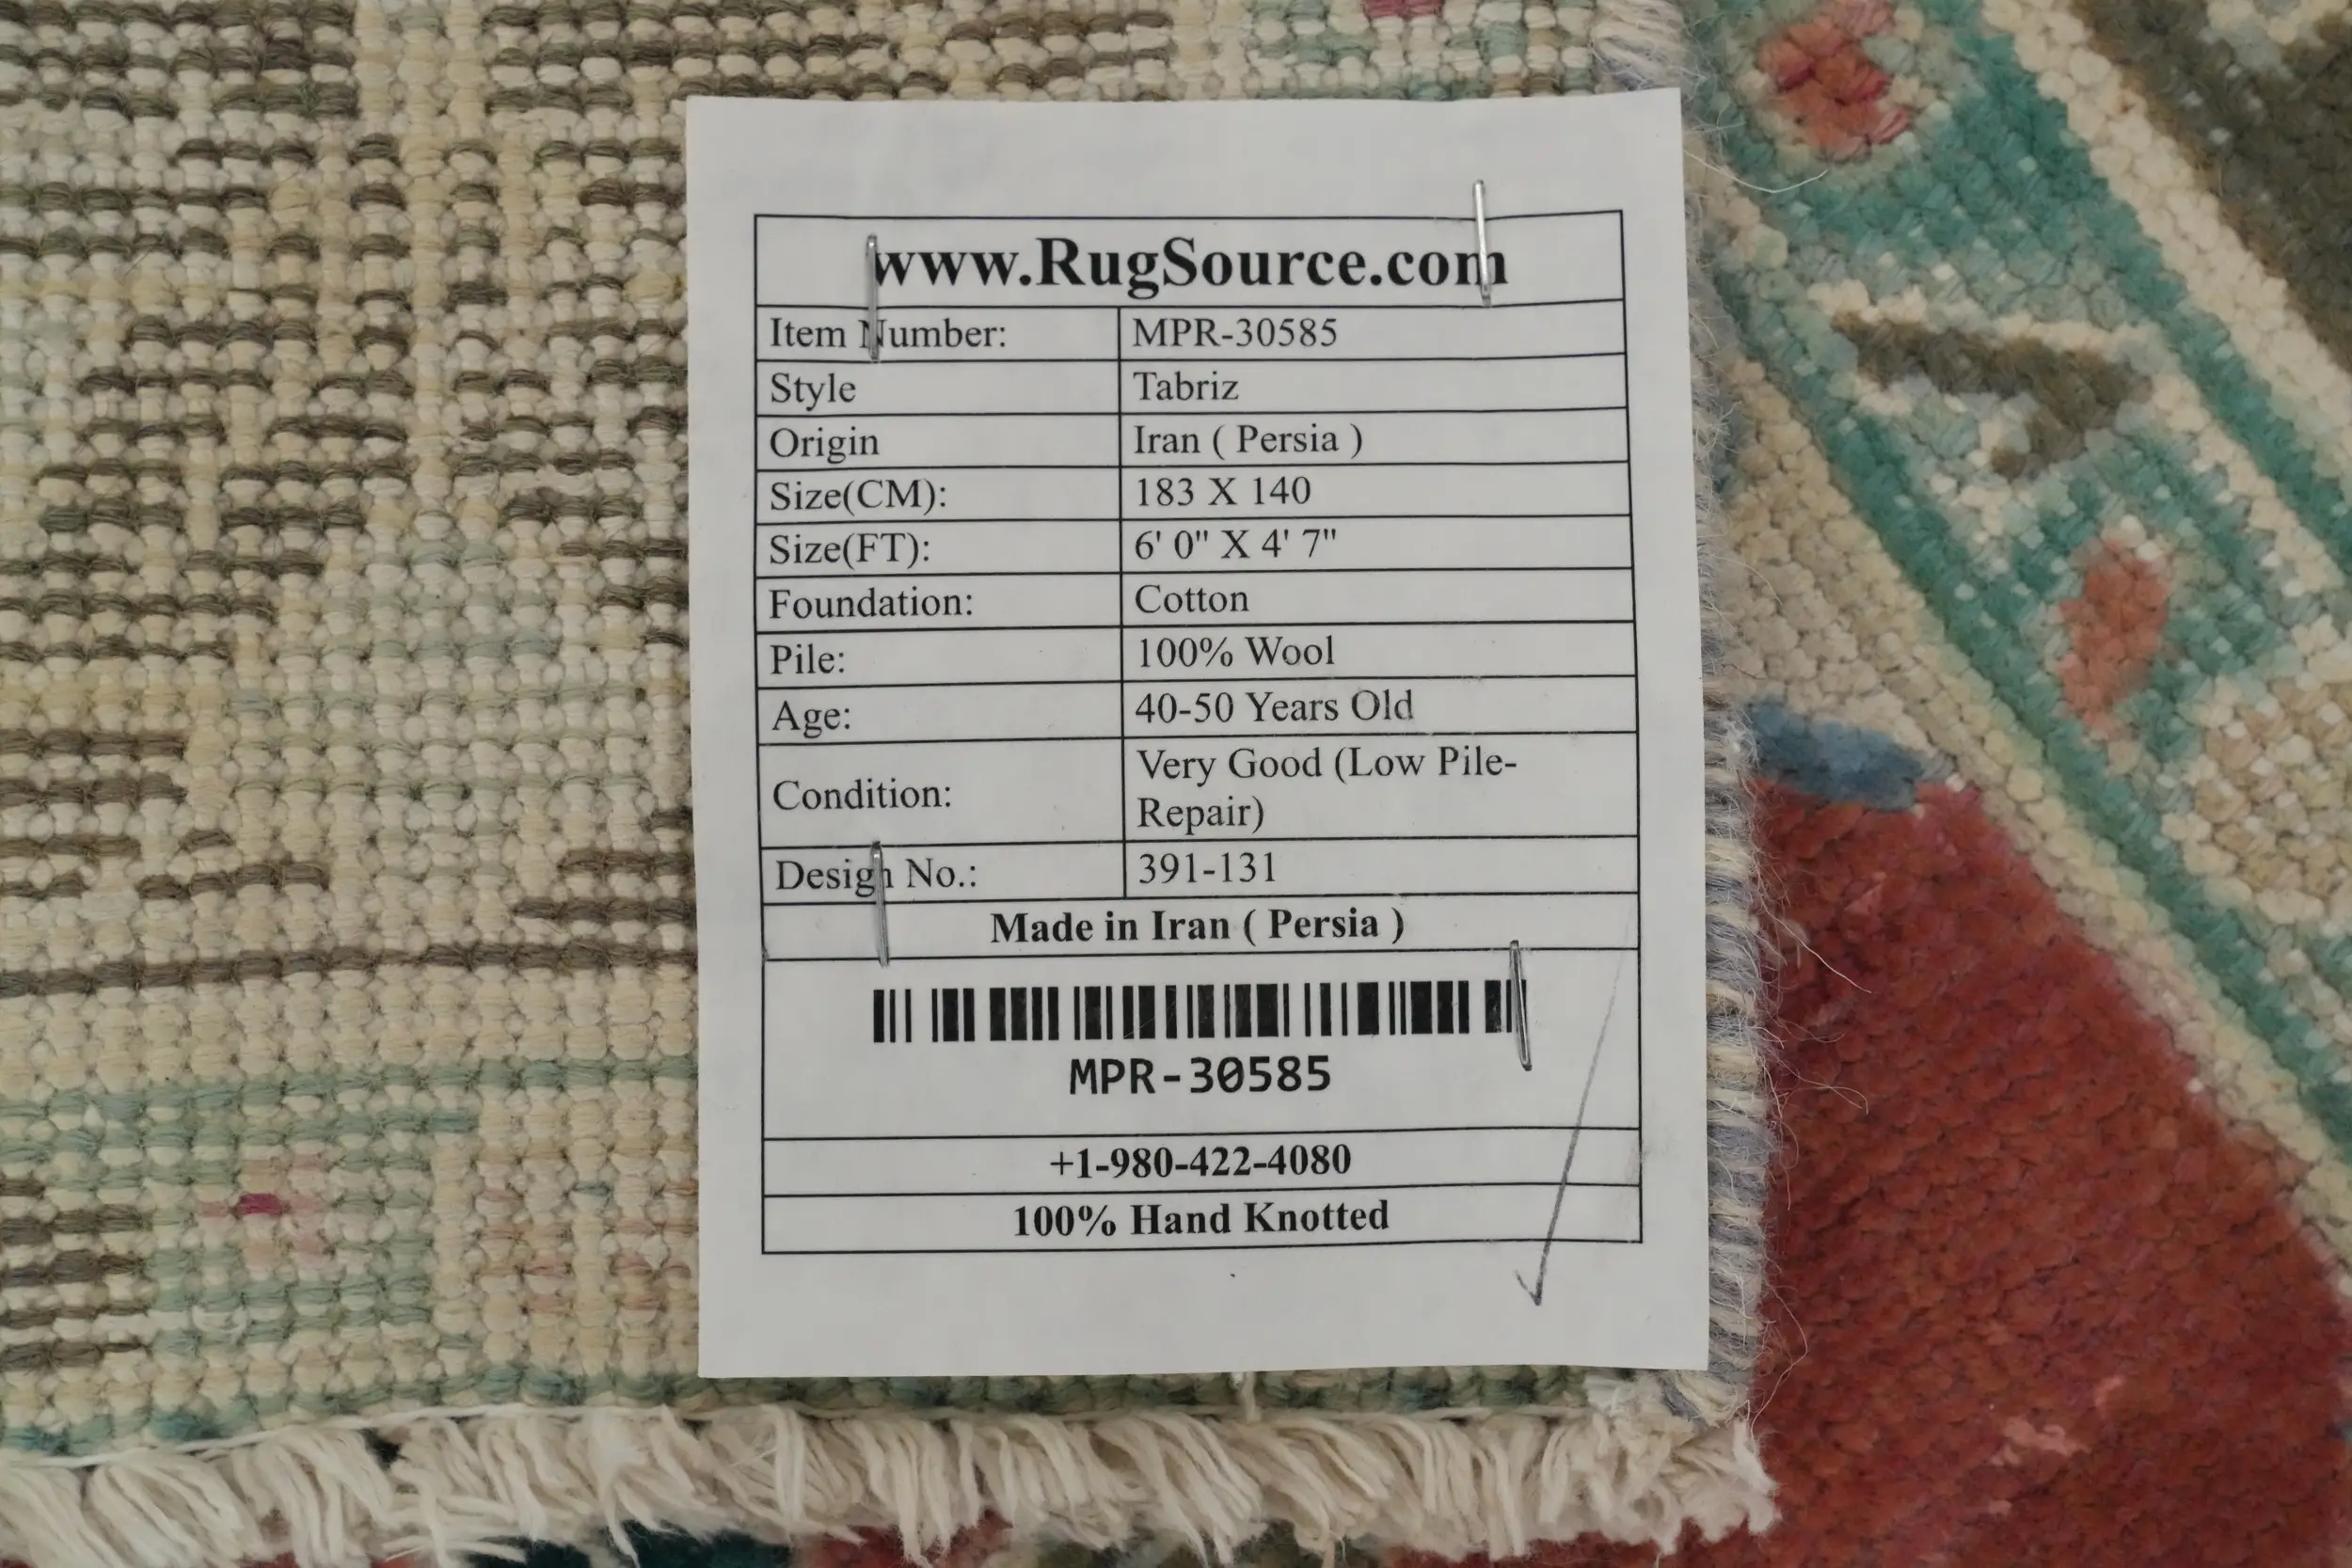 www.RugSource.com
Item Number: MPR-30585
Style Tabriz
Origin Iran ( Persia )
Size(CM): 183 X 140
Size(FT): 6' 0" X 4' 7"
Foundation: Cotton
Pile: 100% Wool
Age: 40-50 Years Old
Condition: Very Good (Low Pile-
Repair)
Design No.: 391-131
Made in Iran ( Persia )
MPR-30585
+1-980-422-4080
100% Hand Knotted